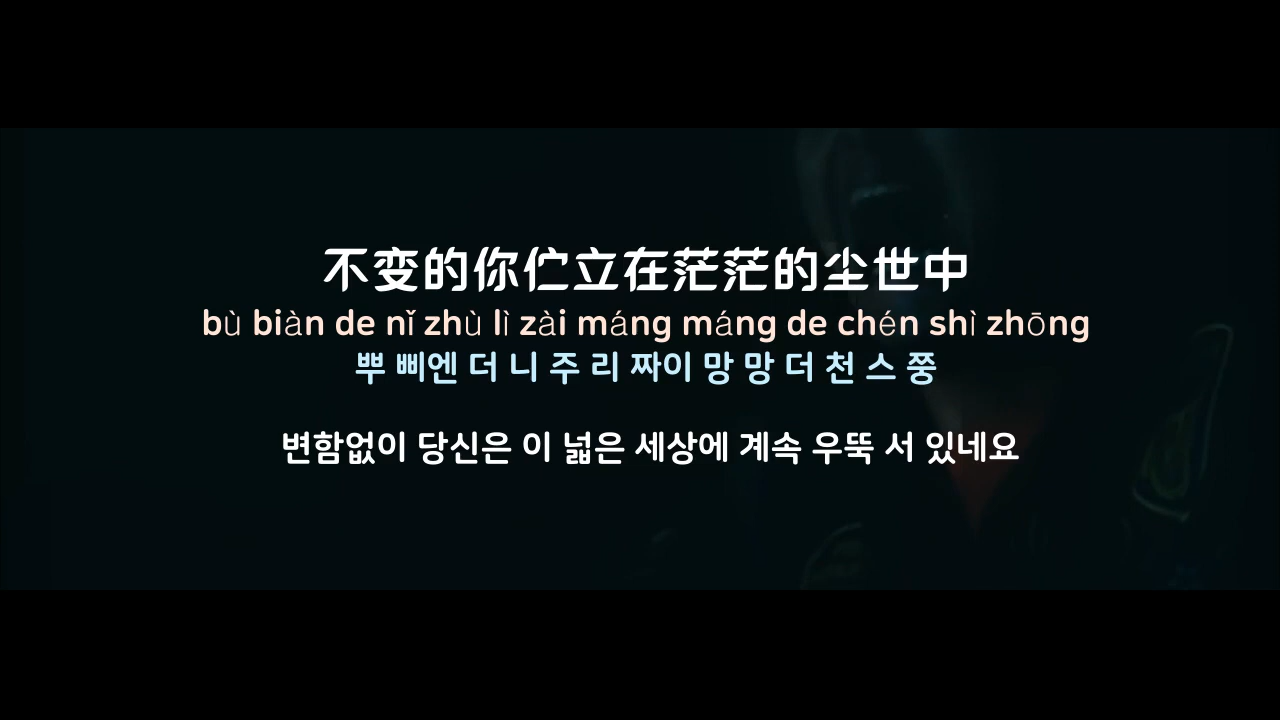 不变的你伫立在茫茫的尘世中
bù biàn de nǐ zhù lì zài máng máng de chén shì zhōng
뿌 삐엔 더 니 주 리 짜이 망 망 더 천 스 쭝
변함없이 당신은 이 넓은 세상에 계속 우뚝 서 있네요